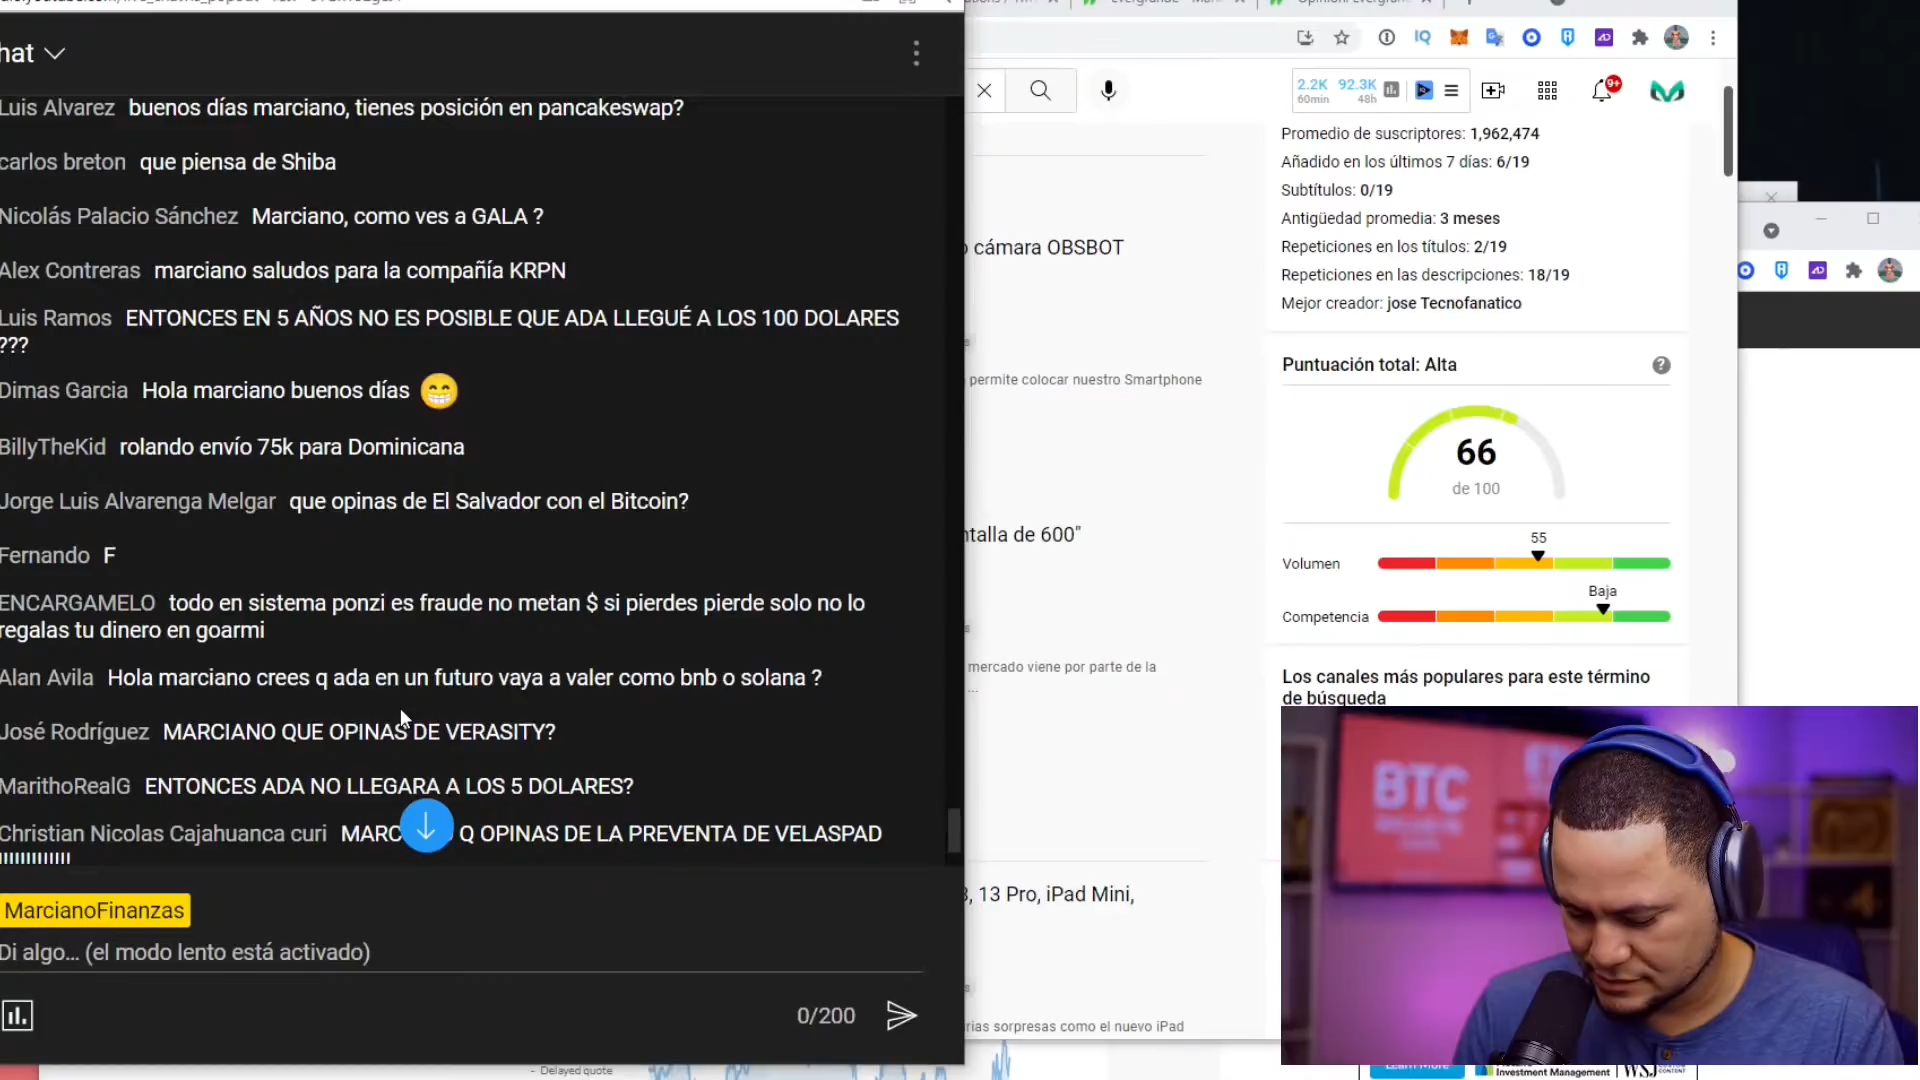 hat
Luis Alvarez buenos días marciano, tienes posición en pancakeswap?
carlos breton que piensa de Shiba
Nicolás Palacio Sánchez Marciano, como ves a GALA ?
Alex Contreras marciano saludos para la compañía KRPN
Luis Ramos ENTONCES EN 5 AÑOS NO ES POSIBLE QUE ADA LLEGUÉ A LOS 100 DOLARES
???
Dimas Garcia Hola marciano buenos días
BillyTheKid rolando envío 75k para Dominicana
Jorge Luis Alvarenga Melgar que opinas de El Salvador con el Bitcoin?
Fernando F
ENCARGAMELO todo en sistema ponzi es fraude no metan $ si pierdes pierde solo no lo
regalas tu dinero en goarmi
Alan Avila Hola marciano crees q ada en un futuro vaya a valer como bnb o solana ?
José Rodríguez MARCIANO QUE OPINAS DE VERASITY?
MarithoRealG ENTONCES ADA NO LLEGARA A LOS 5 DOLARES?
Christian Nicolas Cajahuanca curi MARC Q OPINAS DE LA PREVENTA DE VELASPAD
MarcianoFinanzas
Di algo... (el modo lento está activado)
0/200
- Delayed quote
2.2K 92.3K
60min 48h
9+
Promedio de suscriptores: 1,962,474
Añadido en los últimos 7 días: 6/19
Subtítulos: 0/19
Antigüedad promedia: 3 meses
Repeticiones en los títulos: 2/19
Repeticiones en las descripciones: 18/19
Mejor creador: jose Tecnofanatico
cámara OBSBOT
permite colocar nuestro Smartphone
ntalla de 600"
mercado viene por parte de la
...
3, 13 Pro, iPad Mini,
rias sorpresas como el nuevo iPad
Puntuación total: Alta
66
de 100
55
Volumen
Baja
Competencia
Los canales más populares para este término
de búsqueda
BTC
Learn More
Investment Management
WSJ